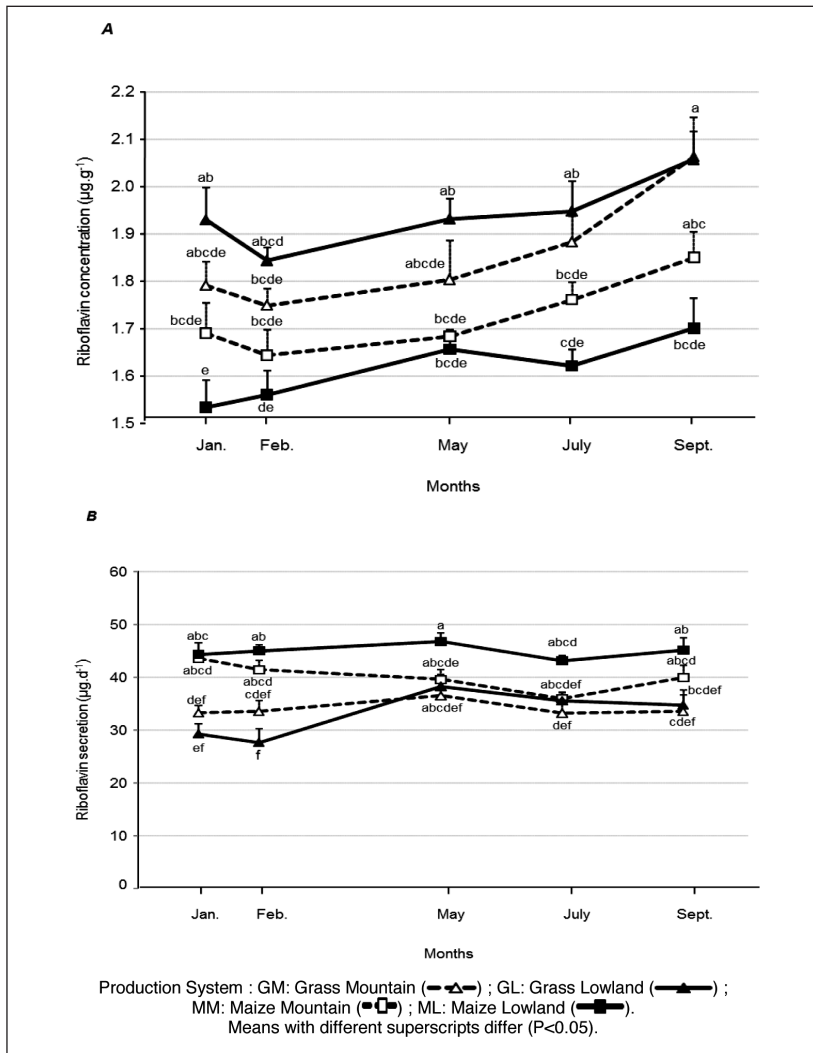 A
Riboflavin concentration (µg.g-1)
2.2
2.1
2.0
1.9
1.8
1.7
1.6
1.5
ab
abcd
ab
ab
a
abcde
bcde
abcde
bcde
abc
bcde
bcde
bcde
cde
bcde
e
de
bcde
Jan.
Feb.
May
July
Sept.
Months
B
Riboflavin secretion (µg.d-1)
60
50
40
30
20
10
0
abc
ab
a
abcd
ab
abcd
abcd
abcde
abcdef
abcd
def
cdef
abcdef
def
bcdef
cdef
ef
f
Jan.
Feb.
May
July
Sept.
Months
Production System : GM: Grass Mountain ( ) ; GL: Grass Lowland ( ) ;
MM: Maize Mountain ( ) ; ML: Maize Lowland ( ).
Means with different superscripts differ (P<0.05).